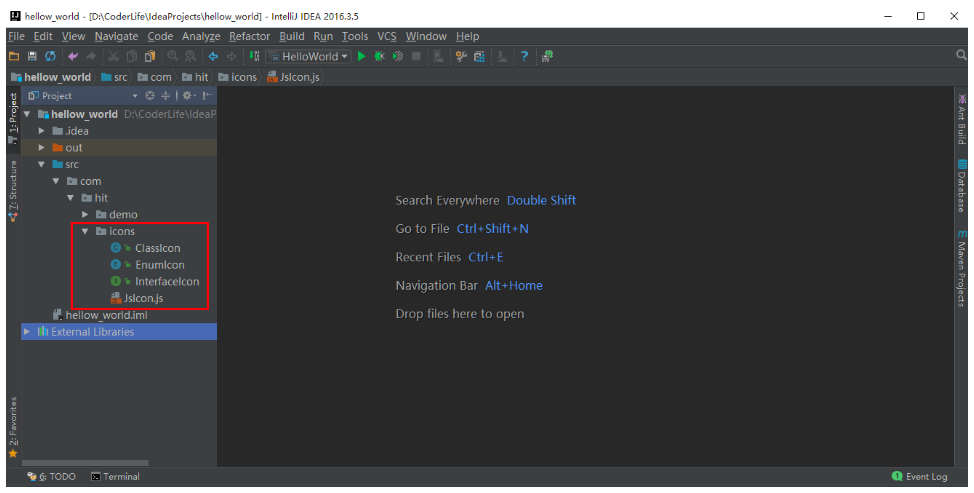 hellow_world - [D:\CoderLife\IdeaProjects\hellow_world] - IntelliJ IDEA 2016.3.5
File Edit View Navigate Code Analyze Refactor Build Run Tools VCS Window Help
HelloWorld
hellow_world src com hit icons JsIcon.js
1: Project
7: Structure
2: Favorites
Project
hellow_world D:\CoderLife\IdeaP
.idea
out
src
com
hit
demo
icons
ClassIcon
EnumIcon
InterfaceIcon
JsIcon.js
hellow_world.iml
External Libraries
Search Everywhere Double Shift
Go to File Ctrl+Shift+N
Recent Files Ctrl+E
Navigation Bar Alt+Home
Drop files here to open
Ant Build
Database
Maven Projects
6: TODO Terminal
1 Event Log